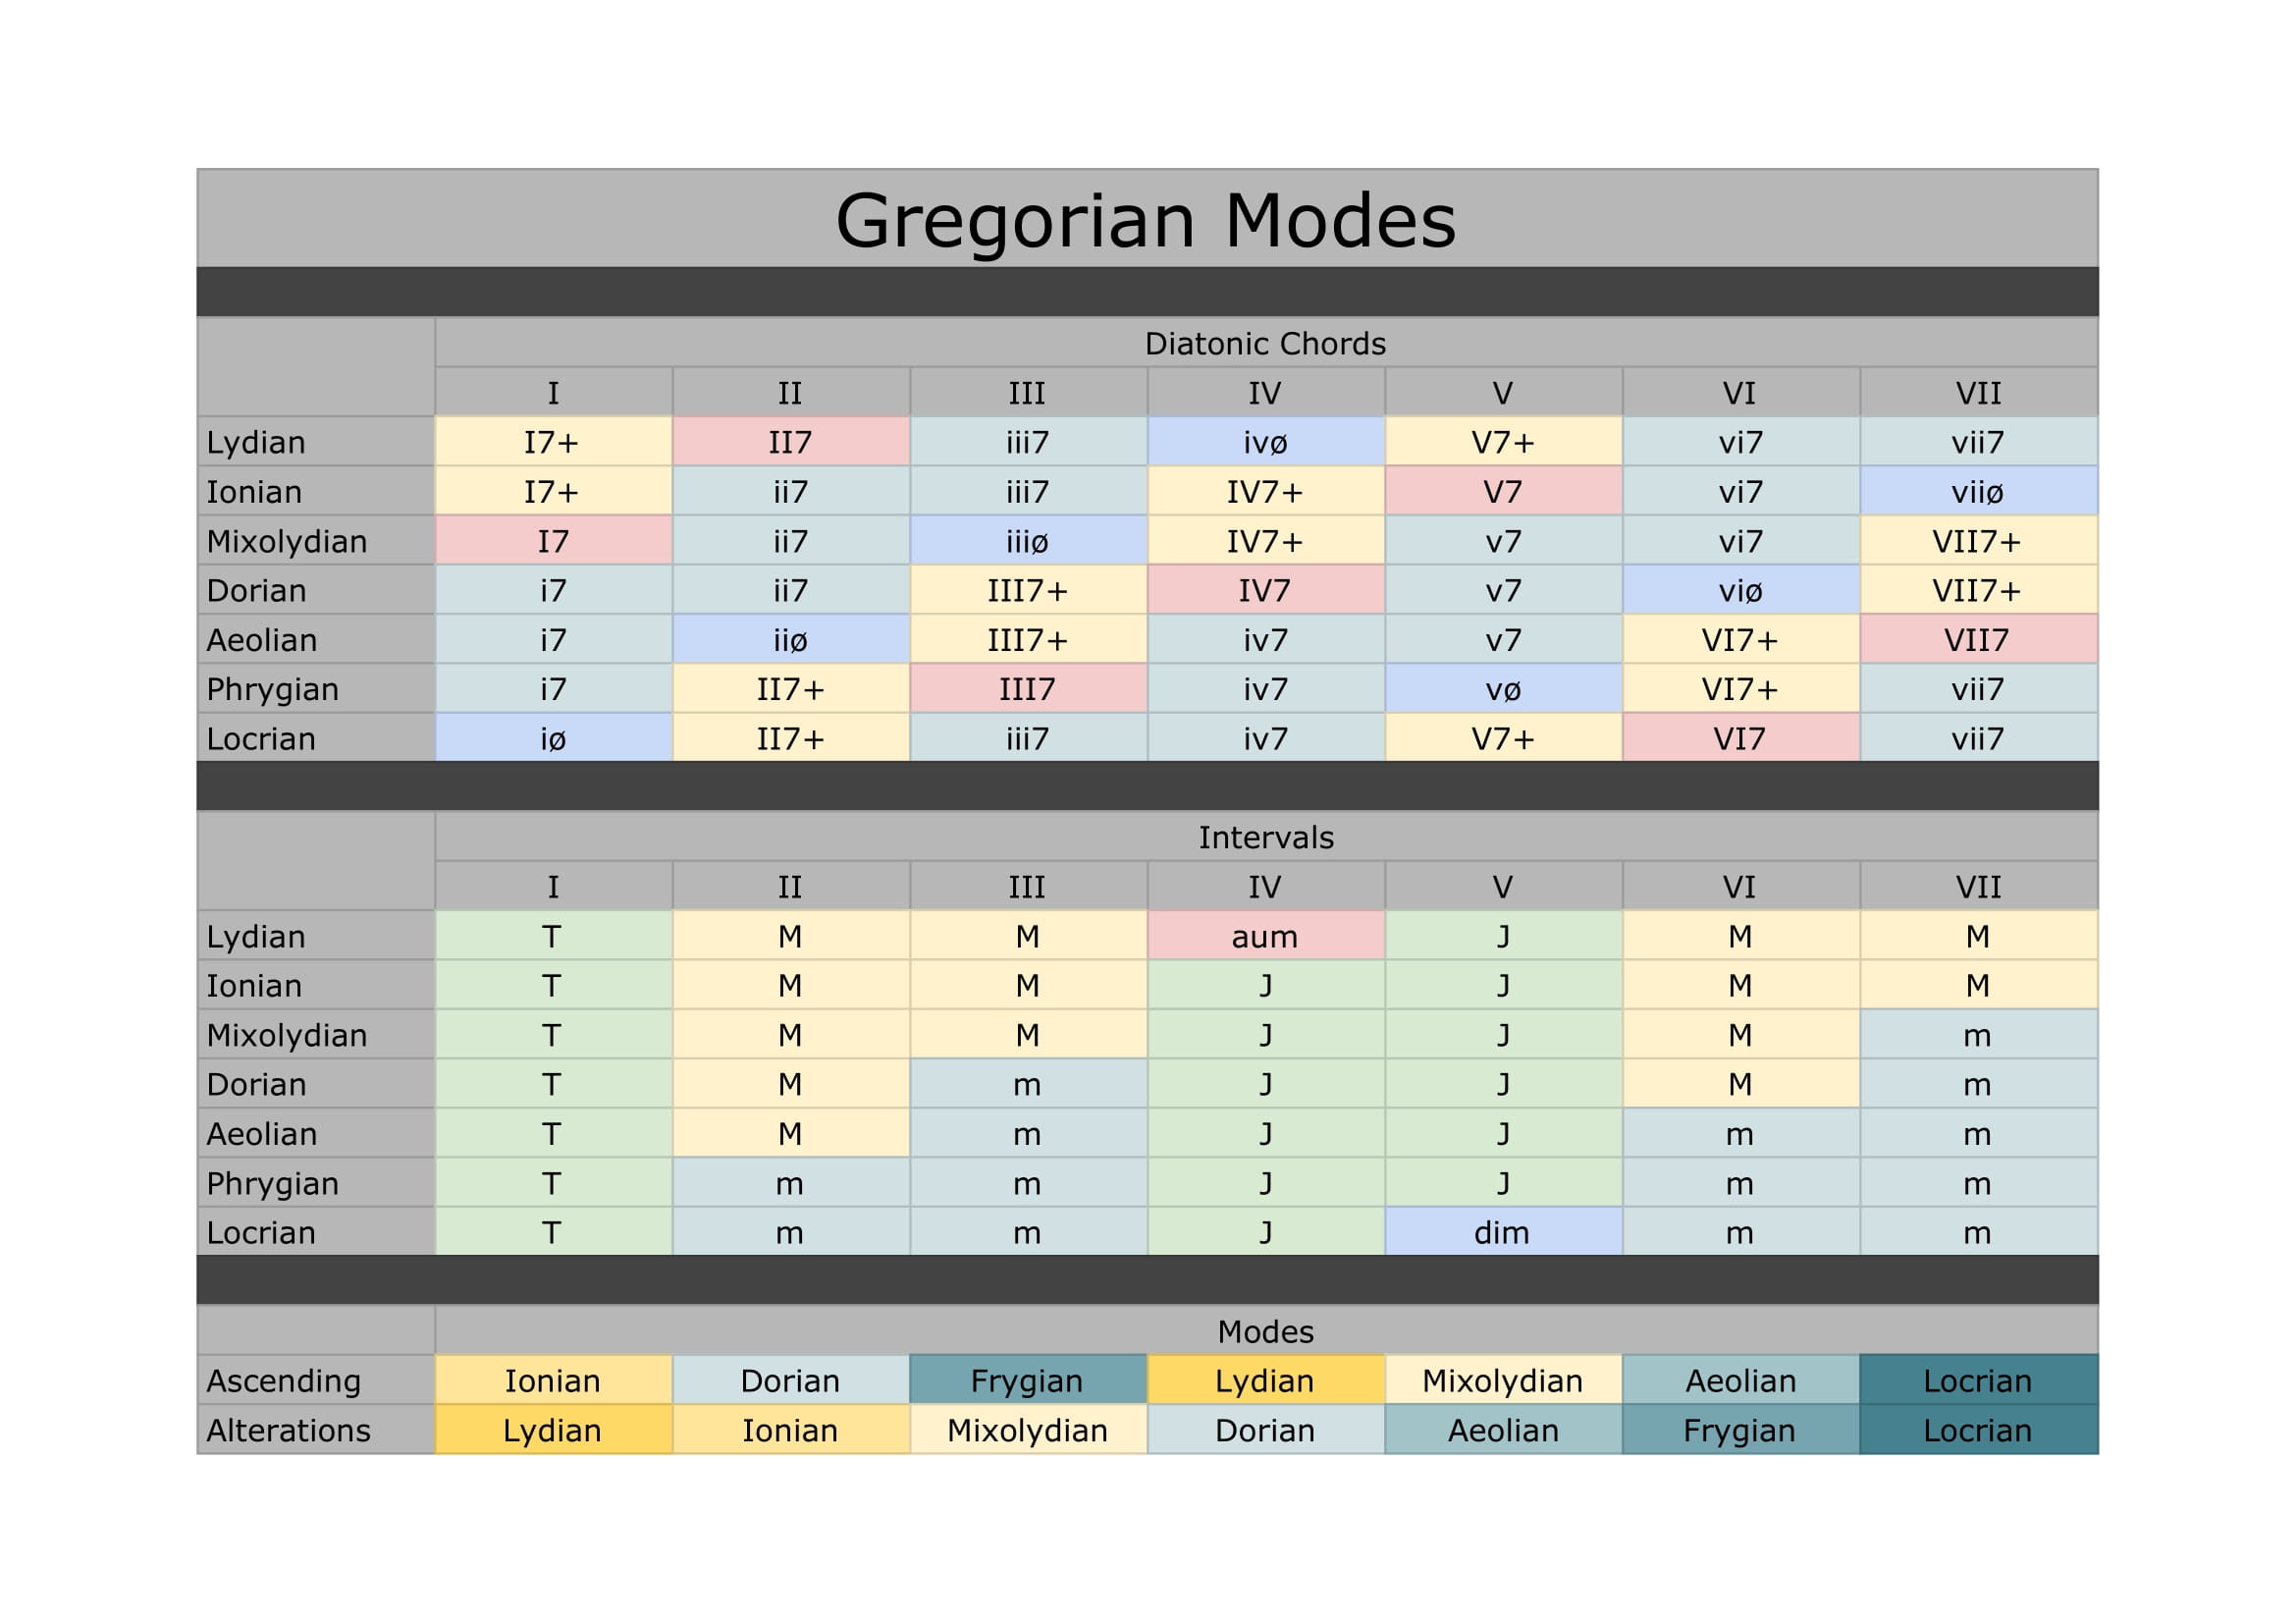 Gregorian Modes
Diatonic Chords
I II III IV V VI VII
Lydian I7+ II7 iii7 ivø V7+ vi7 vii7
Ionian I7+ ii7 iii7 IV7+ V7 vi7 viiø
Mixolydian I7 ii7 iiiø IV7+ v7 vi7 VII7+
Dorian i7 ii7 III7+ IV7 v7 viø VII7+
Aeolian i7 iiø III7+ iv7 v7 VI7+ VII7
Phrygian i7 II7+ III7 iv7 vø VI7+ vii7
Locrian iø II7+ iii7 iv7 V7+ VI7 vii7
Intervals
I II III IV V VI VII
Lydian T M M aum J M M
Ionian T M M J J M M
Mixolydian T M M J J M m
Dorian T M m J J M m
Aeolian T M m J J m m
Phrygian T m m J J m m
Locrian T m m J dim m m
Modes
Ascending Ionian Dorian Frygian Lydian Mixolydian Aeolian Locrian
Alterations Lydian Ionian Mixolydian Dorian Aeolian Frygian Locrian